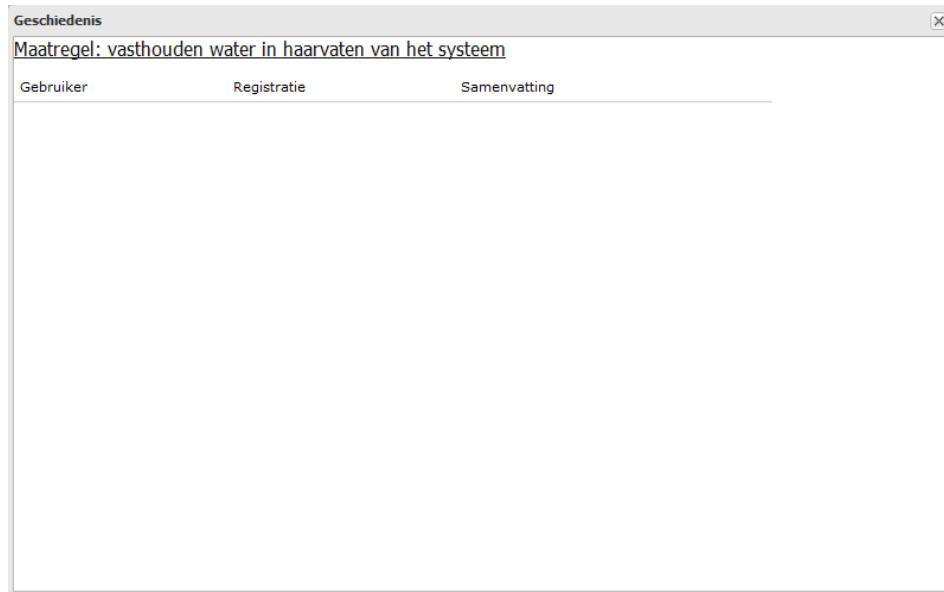 Geschiedenis
Maatregel: vasthouden water in haarvaten van het systeem
Gebruiker Registratie Samenvatting